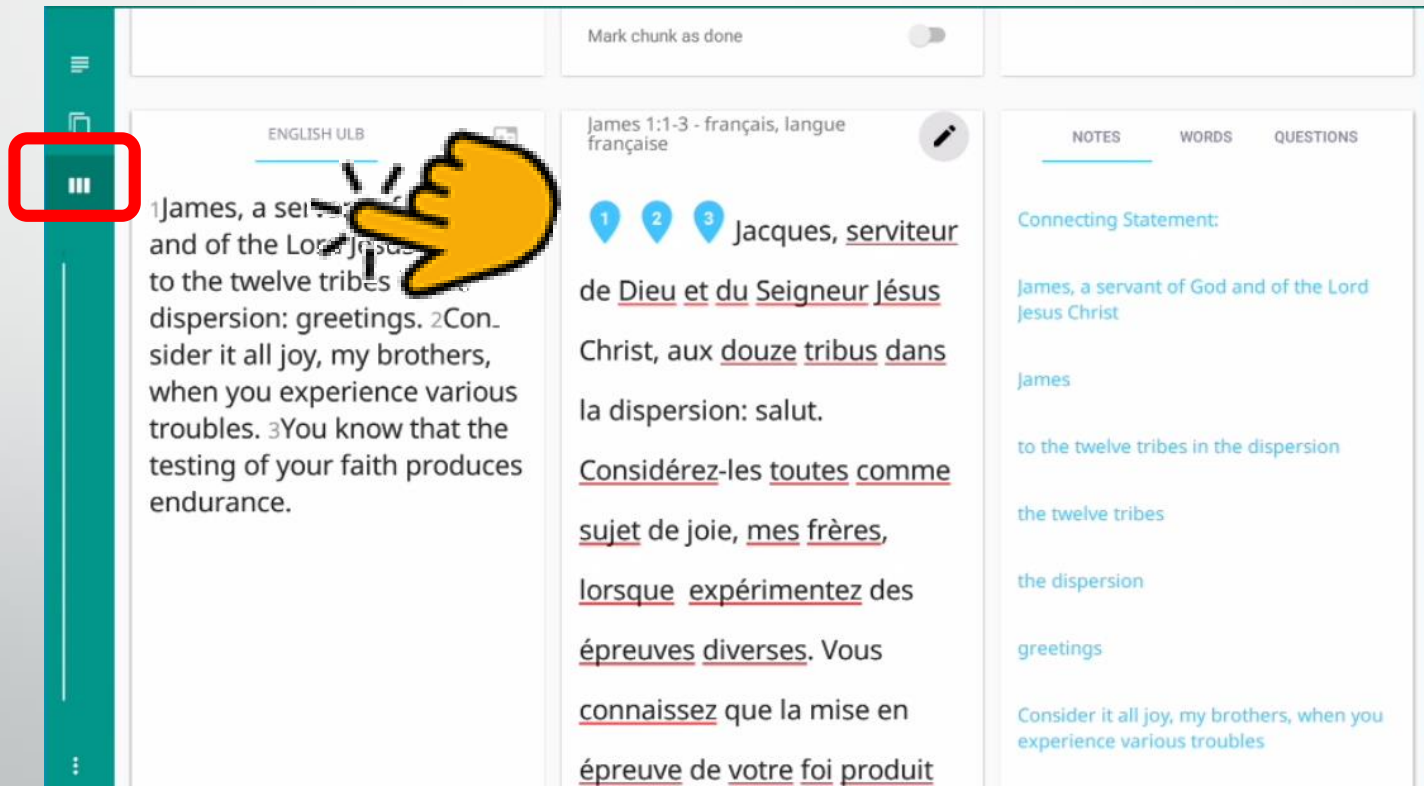 Mark chunk as done
ENGLISH ULB
1James, a ser
and of the Lord Jesus
to the twelve tribes
dispersion: greetings. 2Con-
sider it all joy, my brothers,
when you experience various
troubles. 3You know that the
testing of your faith produces
endurance.
James 1:1-3 - français, langue
française
1 2 3 Jacques, serviteur
de Dieu et du Seigneur Jésus
Christ, aux douze tribus dans
la dispersion: salut.
Considérez-les toutes comme
sujet de joie, mes frères,
lorsque expérimentez des
épreuves diverses. Vous
connaissez que la mise en
épreuve de votre foi produit
NOTES WORDS QUESTIONS
Connecting Statement:
James, a servant of God and of the Lord
Jesus Christ
James
to the twelve tribes in the dispersion
the twelve tribes
the dispersion
greetings
Consider it all joy, my brothers, when you
experience various troubles